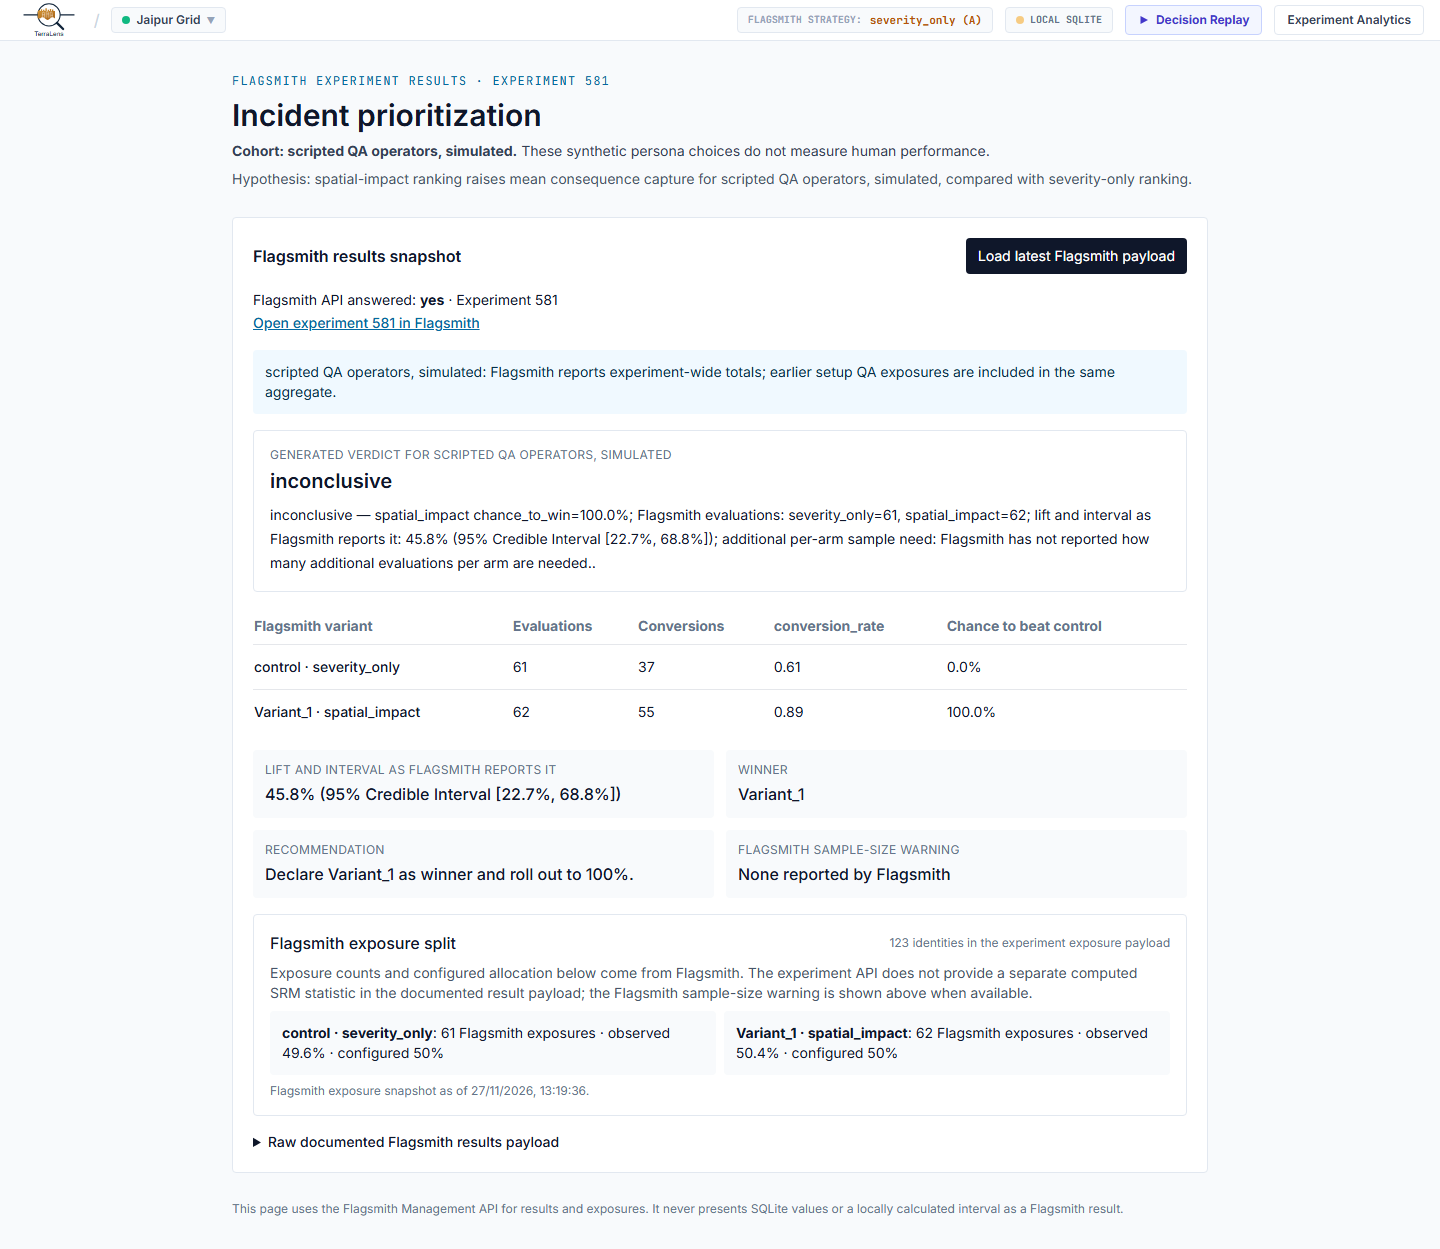 TerraLens
/
Jaipur Grid ▼
FLAGSMITH STRATEGY: severity_only (A)
LOCAL SQLITE
▶ Decision Replay
Experiment Analytics
FLAGSMITH EXPERIMENT RESULTS · EXPERIMENT 581
Incident prioritization
Cohort: scripted QA operators, simulated. These synthetic persona choices do not measure human performance.
Hypothesis: spatial-impact ranking raises mean consequence capture for scripted QA operators, simulated, compared with severity-only ranking.
Flagsmith results snapshot
Load latest Flagsmith payload
Flagsmith API answered: yes · Experiment 581
Open experiment 581 in Flagsmith
scripted QA operators, simulated: Flagsmith reports experiment-wide totals; earlier setup QA exposures are included in the same
aggregate.
GENERATED VERDICT FOR SCRIPTED QA OPERATORS, SIMULATED
inconclusive
inconclusive — spatial_impact chance_to_win=100.0%; Flagsmith evaluations: severity_only=61, spatial_impact=62; lift and interval as
Flagsmith reports it: 45.8% (95% Credible Interval [22.7%, 68.8%]); additional per-arm sample need: Flagsmith has not reported how
many additional evaluations per arm are needed..
Flagsmith variant Evaluations Conversions conversion_rate Chance to beat control
control · severity_only 61 37 0.61 0.0%
Variant_1 · spatial_impact 62 55 0.89 100.0%
LIFT AND INTERVAL AS FLAGSMITH REPORTS IT
45.8% (95% Credible Interval [22.7%, 68.8%])
WINNER
Variant_1
RECOMMENDATION
Declare Variant_1 as winner and roll out to 100%.
FLAGSMITH SAMPLE-SIZE WARNING
None reported by Flagsmith
Flagsmith exposure split
123 identities in the experiment exposure payload
Exposure counts and configured allocation below come from Flagsmith. The experiment API does not provide a separate computed
SRM statistic in the documented result payload; the Flagsmith sample-size warning is shown above when available.
control · severity_only: 61 Flagsmith exposures · observed
49.6% · configured 50%
Variant_1 · spatial_impact: 62 Flagsmith exposures · observed
50.4% · configured 50%
Flagsmith exposure snapshot as of 27/11/2026, 13:19:36.
▶ Raw documented Flagsmith results payload
This page uses the Flagsmith Management API for results and exposures. It never presents SQLite values or a locally calculated interval as a Flagsmith result.